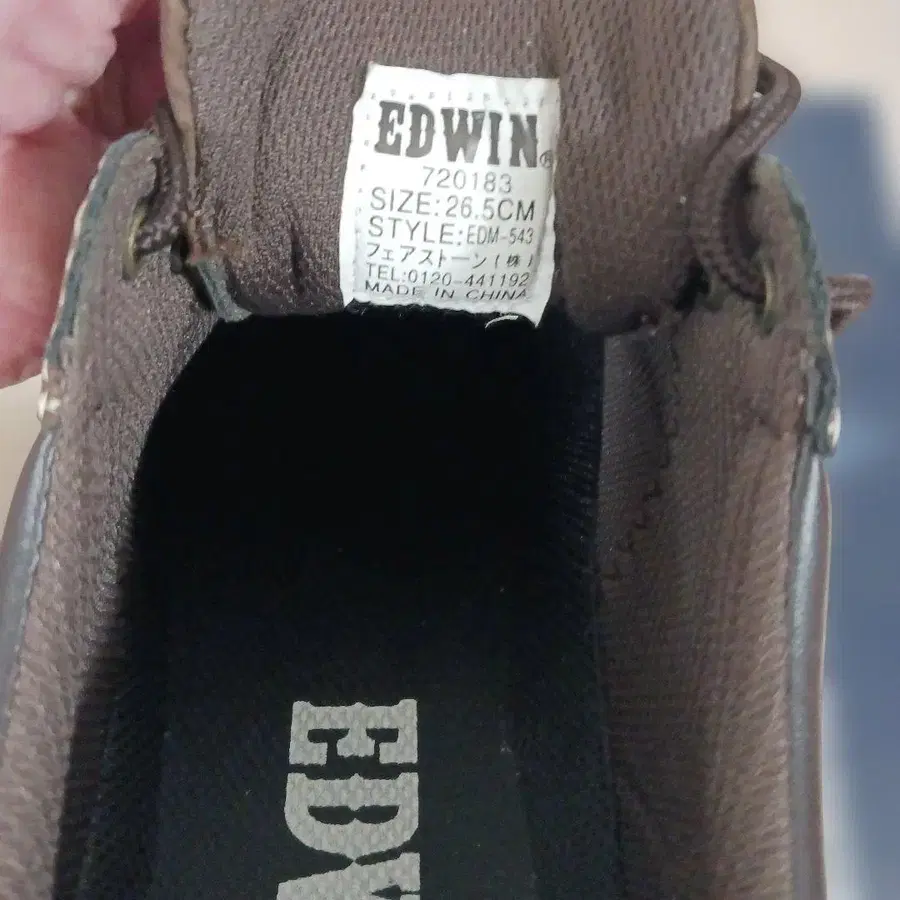 EDWIN®
720183
SIZE:26.5CM
STYLE:EDM-543
フェアストーン(株)
TEL:0120-441192
MADE IN CHINA
EDW